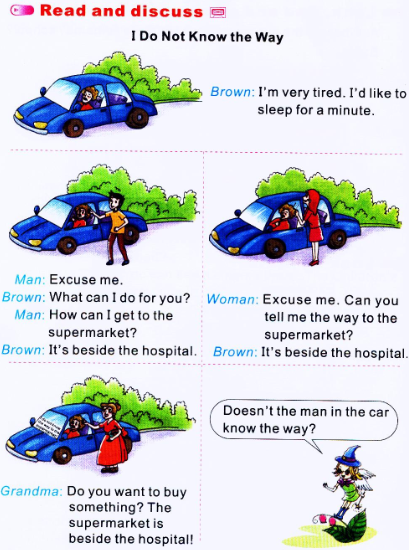 Read and discuss
I Do Not Know the Way
Brown: I'm very tired. I'd like to
sleep for a minute.
Man: Excuse me.
Brown: What can I do for you?
Man: How can I get to the
supermarket?
Brown: It's beside the hospital.
Woman: Excuse me. Can you
tell me the way to the
supermarket?
Brown: It's beside the hospital.
Grandma: Do you want to buy
something? The
supermarket is
beside the hospital!
Doesn't the man in the car
know the way?